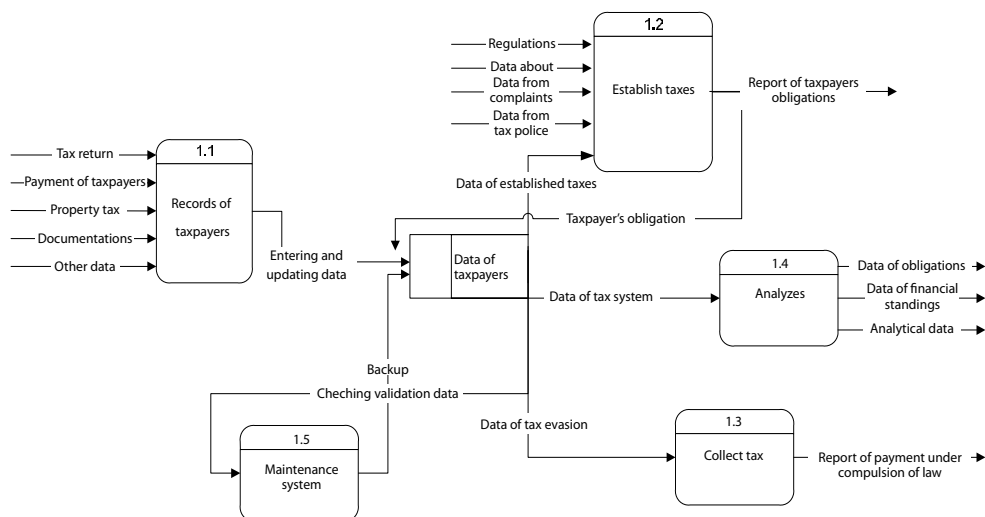 1.2
Regulations
Data about
Data from
complaints
Data from
tax police
Establish taxes
Report of taxpayers
obligations
1.1
Tax return
Payment of taxpayers
Property tax
Documentations
Other data
Records of
taxpayers
Data of established taxes
Taxpayer's obligation
Entering and
updating data
Data of
taxpayers
1.4
Analyzes
Data of obligations
Data of financial
standings
Analytical data
Data of tax system
Backup
Cheching validation data
Data of tax evasion
1.5
Maintenance
system
1.3
Collect tax
Report of payment under
compulsion of law